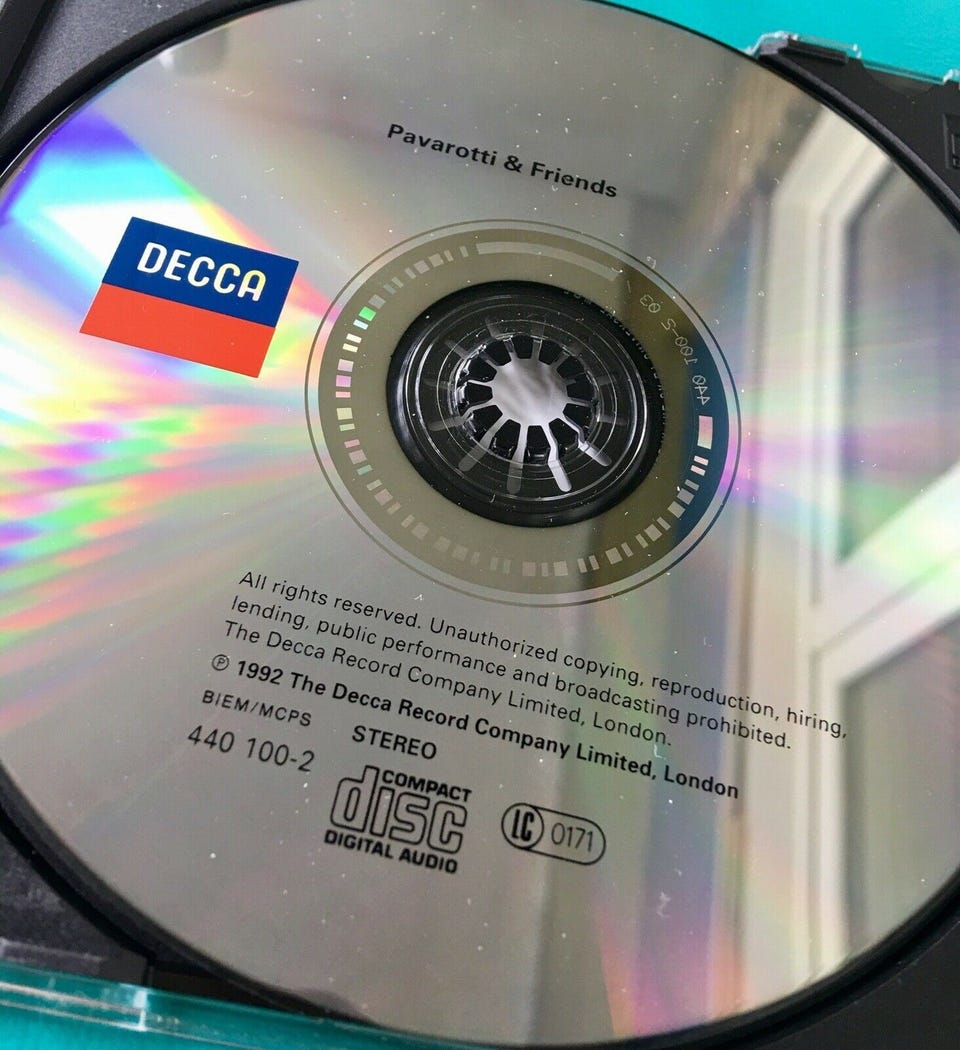 Pavarotti & Friends
DECCA
440 100-2 03
All rights reserved. Unauthorized copying, reproduction, hiring,
lending, public performance and broadcasting prohibited.
The Decca Record Company Limited, London.
℗ 1992 The Decca Record Company Limited, London
BIEM/MCPS
STEREO
440 100-2
COMPACT
disc
DIGITAL AUDIO
LC 0171